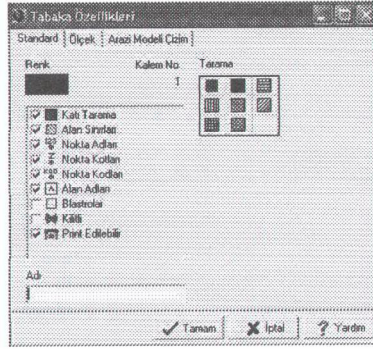 Tabaka Özellikleri
Standard Ölçek Arazi Modeli Çizim
Renk Kalem No Tarama
1
Katı Tarama
Alan Sınırları
Nokta Adları
Nokta Kotları
Nokta Kodları
Alan Adları
Blastrolar
Kilitli
Print Edilebilir
Adı
Tamam İptal Yardım